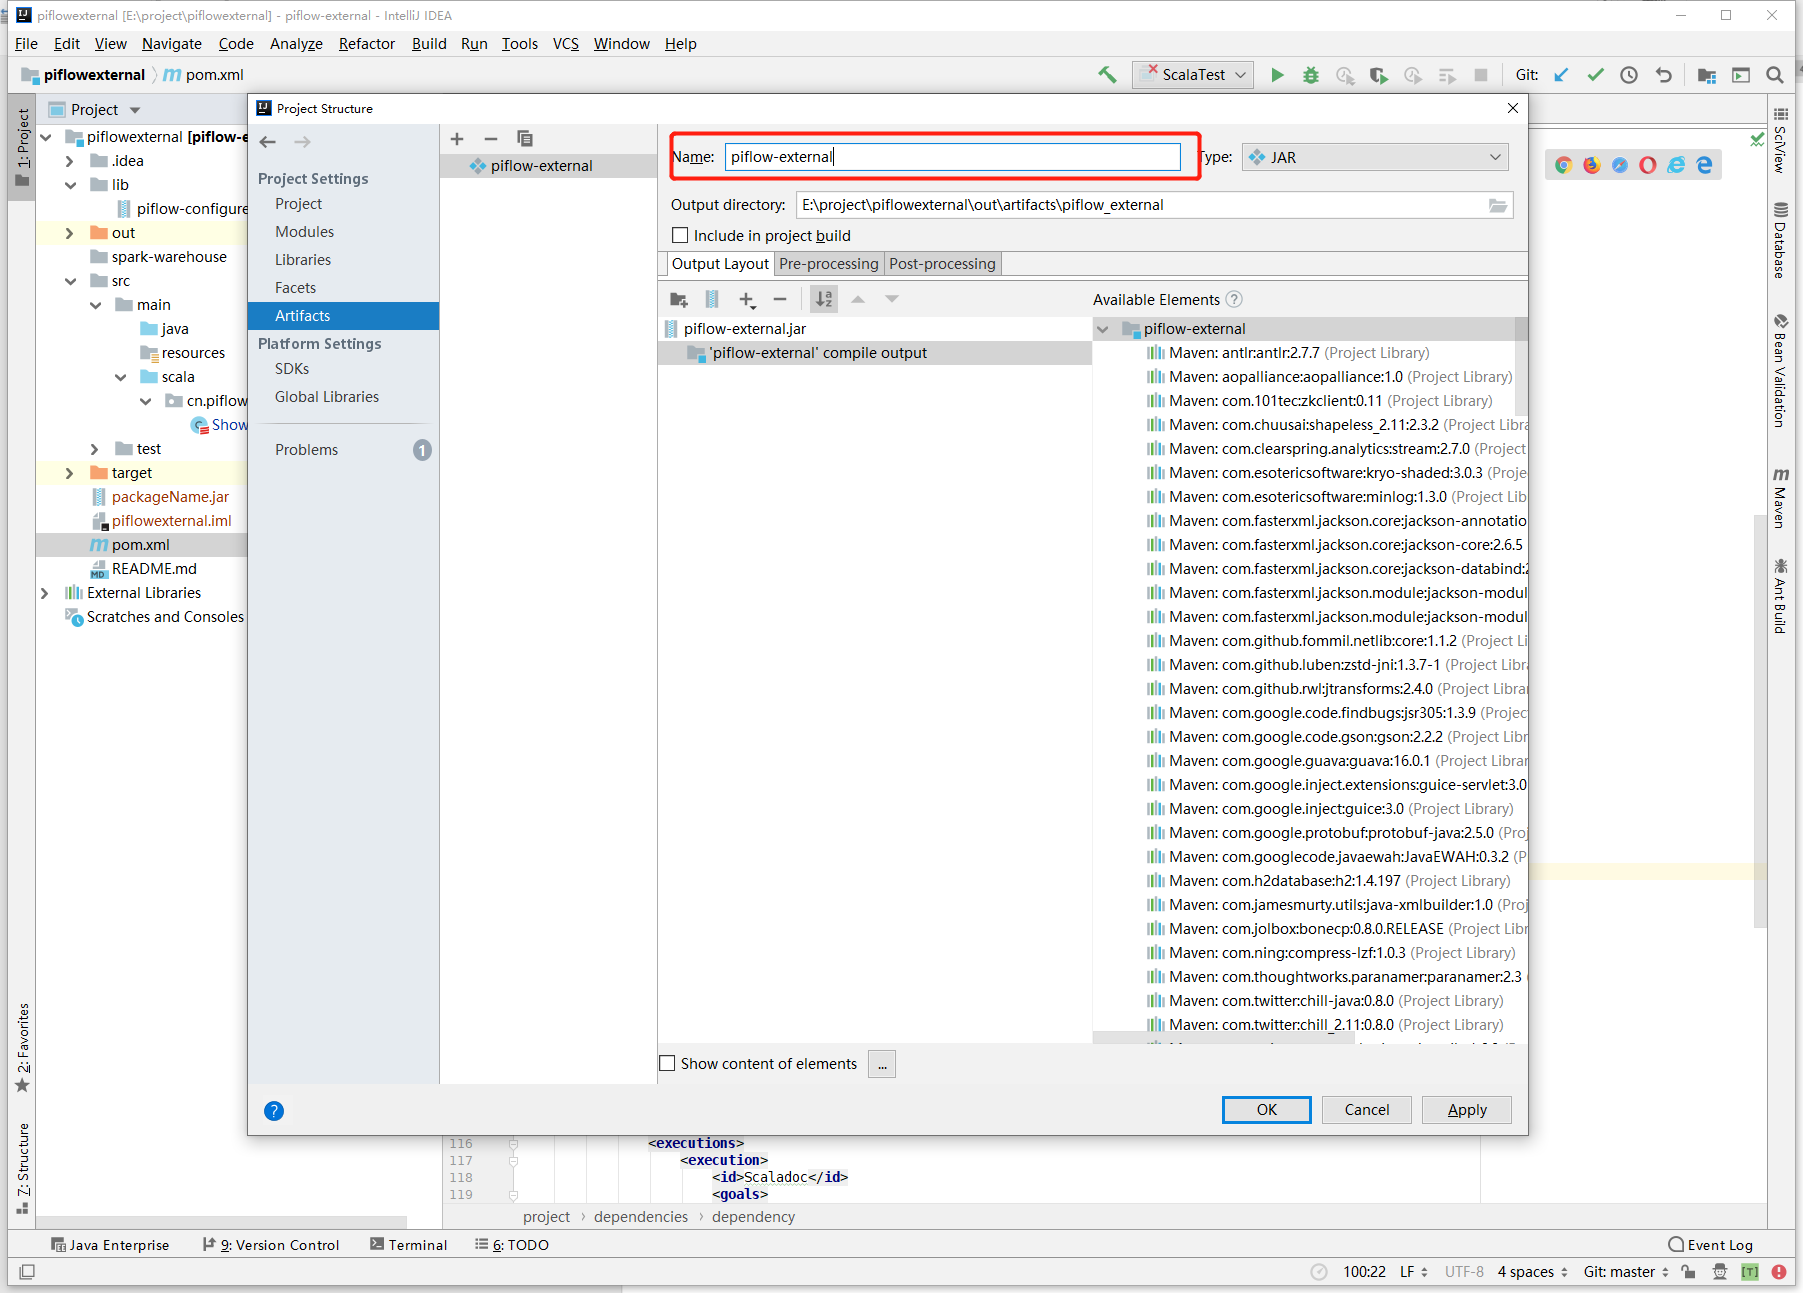 piflowexternal [E:\project\piflowexternal] - piflow-external - IntelliJ IDEA
File Edit View Navigate Code Analyze Refactor Build Run Tools VCS Window Help
piflowexternal pom.xml
ScalaTest
Git:
1: Project
2: Favorites
7: Structure
Project
piflowexternal [piflow-e
.idea
lib
piflow-configure
out
spark-warehouse
src
main
java
resources
scala
cn.piflow
Show
test
target
packageName.jar
piflowexternal.iml
pom.xml
README.md
External Libraries
Scratches and Consoles
Project Structure
Project Settings
Project
Modules
Libraries
Facets
Artifacts
Platform Settings
SDKs
Global Libraries
Problems 1
piflow-external
Name: piflow-external Type: JAR
Output directory: E:\project\piflowexternal\out\artifacts\piflow_external
Include in project build
Output Layout Pre-processing Post-processing
piflow-external.jar
'piflow-external' compile output
Available Elements ?
piflow-external
Maven: antlr:antlr:2.7.7 (Project Library)
Maven: aopalliance:aopalliance:1.0 (Project Library)
Maven: com.101tec:zkclient:0.11 (Project Library)
Maven: com.chuusai:shapeless_2.11:2.3.2 (Project Libra
Maven: com.clearspring.analytics:stream:2.7.0 (Project
Maven: com.esotericsoftware:kryo-shaded:3.0.3 (Projec
Maven: com.esotericsoftware:minlog:1.3.0 (Project Lib
Maven: com.fasterxml.jackson.core:jackson-annotatio
Maven: com.fasterxml.jackson.core:jackson-core:2.6.5
Maven: com.fasterxml.jackson.core:jackson-databind:2
Maven: com.fasterxml.jackson.module:jackson-modul
Maven: com.fasterxml.jackson.module:jackson-modul
Maven: com.github.fommil.netlib:core:1.1.2 (Project Li
Maven: com.github.luben:zstd-jni:1.3.7-1 (Project Libra
Maven: com.github.rwl:jtransforms:2.4.0 (Project Librar
Maven: com.google.code.findbugs:jsr305:1.3.9 (Projec
Maven: com.google.code.gson:gson:2.2.2 (Project Libr
Maven: com.google.guava:guava:16.0.1 (Project Librar
Maven: com.google.inject.extensions:guice-servlet:3.0
Maven: com.google.inject:guice:3.0 (Project Library)
Maven: com.google.protobuf:protobuf-java:2.5.0 (Proj
Maven: com.googlecode.javaewah:JavaEWAH:0.3.2 (P
Maven: com.h2database:h2:1.4.197 (Project Library)
Maven: com.jamesmurty.utils:java-xmlbuilder:1.0 (Proj
Maven: com.jolbox:bonecp:0.8.0.RELEASE (Project Libr
Maven: com.ning:compress-lzf:1.0.3 (Project Library)
Maven: com.thoughtworks.paranamer:paranamer:2.3 (
Maven: com.twitter:chill-java:0.8.0 (Project Library)
Maven: com.twitter:chill_2.11:0.8.0 (Project Library)
Show content of elements ...
? OK Cancel Apply
SciView
Database
Bean Validation
Maven
Ant Build
116 <executions>
117 <execution>
118 <id>Scaladoc</id>
119 <goals>
project › dependencies › dependency
Java Enterprise 9: Version Control Terminal 6: TODO Event Log
100:22 LF UTF-8 4 spaces Git: master [T]